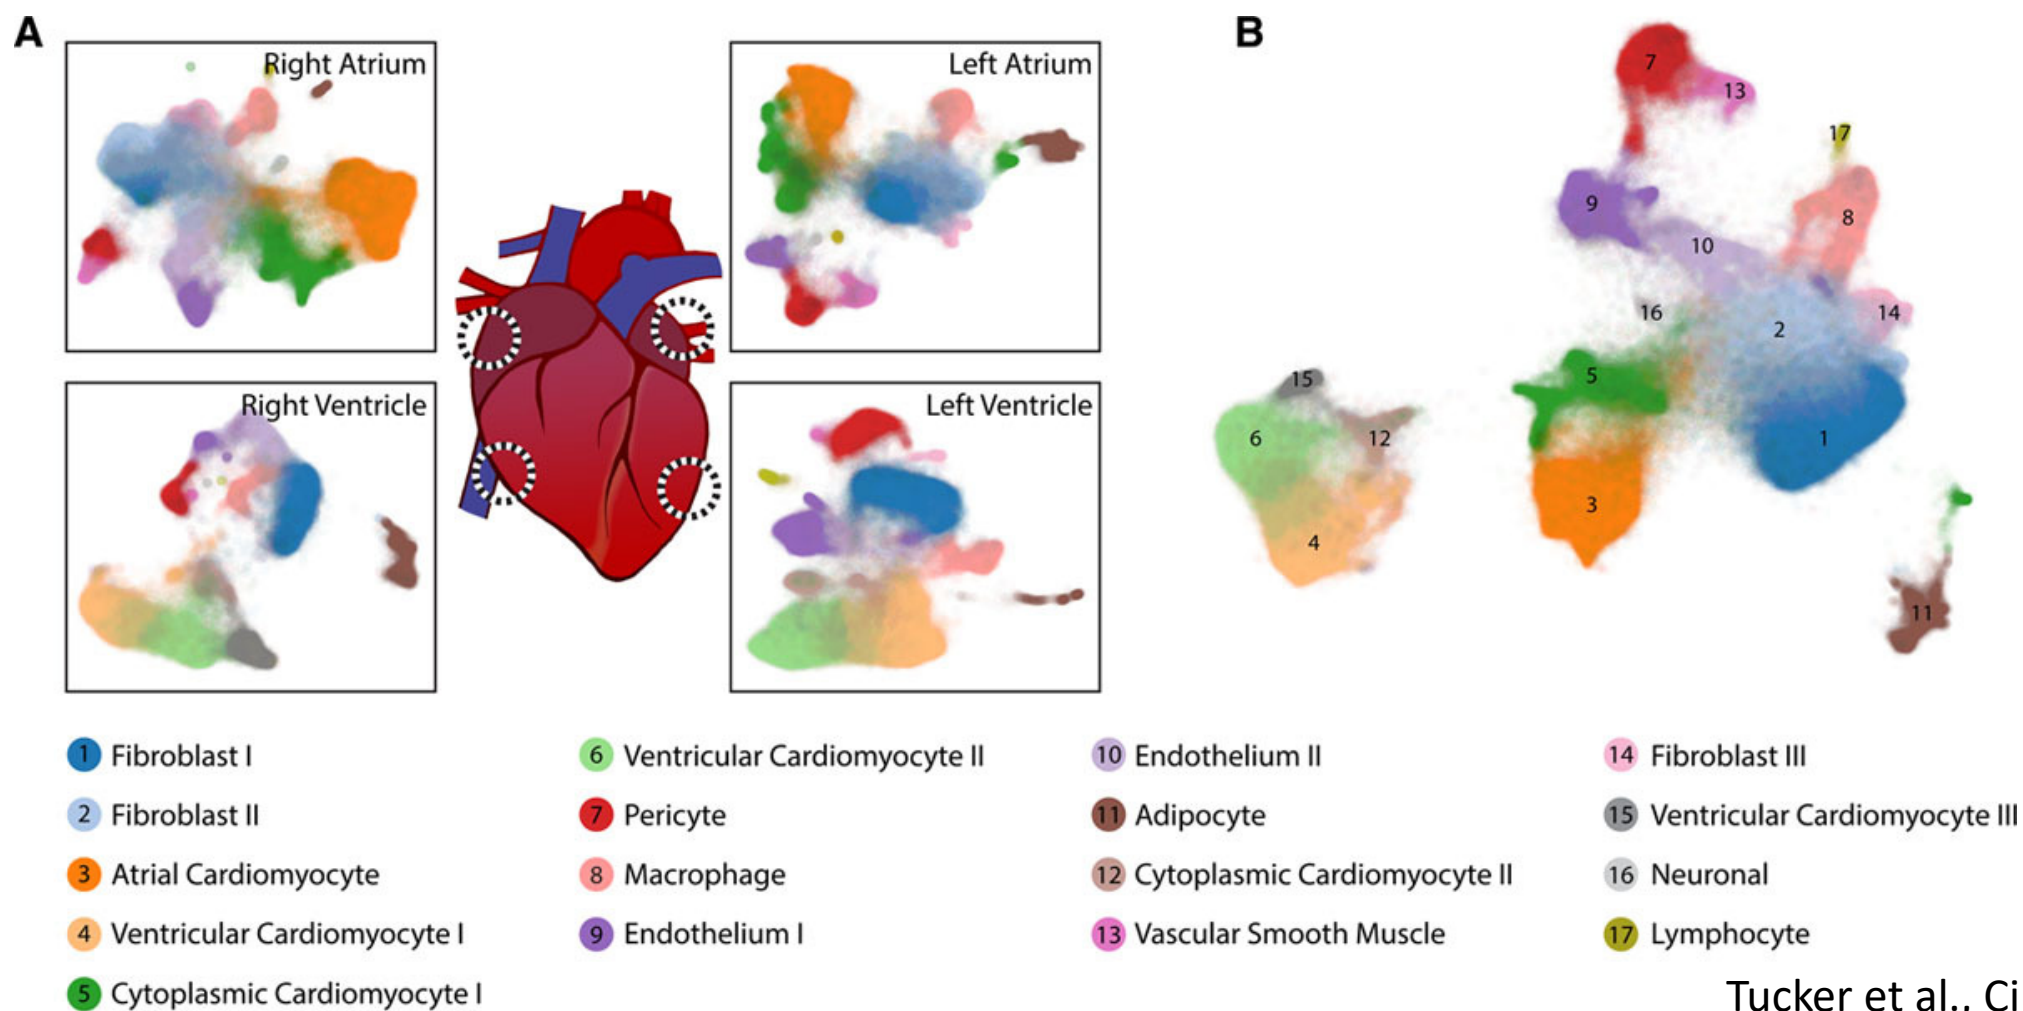 A
Right Atrium
Left Atrium
Right Ventricle
Left Ventricle
B
7
13
17
9
8
10
16
2
14
15
5
6
12
1
3
4
11
1 Fibroblast I
2 Fibroblast II
3 Atrial Cardiomyocyte
4 Ventricular Cardiomyocyte I
5 Cytoplasmic Cardiomyocyte I
6 Ventricular Cardiomyocyte II
7 Pericyte
8 Macrophage
9 Endothelium I
10 Endothelium II
11 Adipocyte
12 Cytoplasmic Cardiomyocyte II
13 Vascular Smooth Muscle
14 Fibroblast III
15 Ventricular Cardiomyocyte III
16 Neuronal
17 Lymphocyte
Tucker et al., Ci